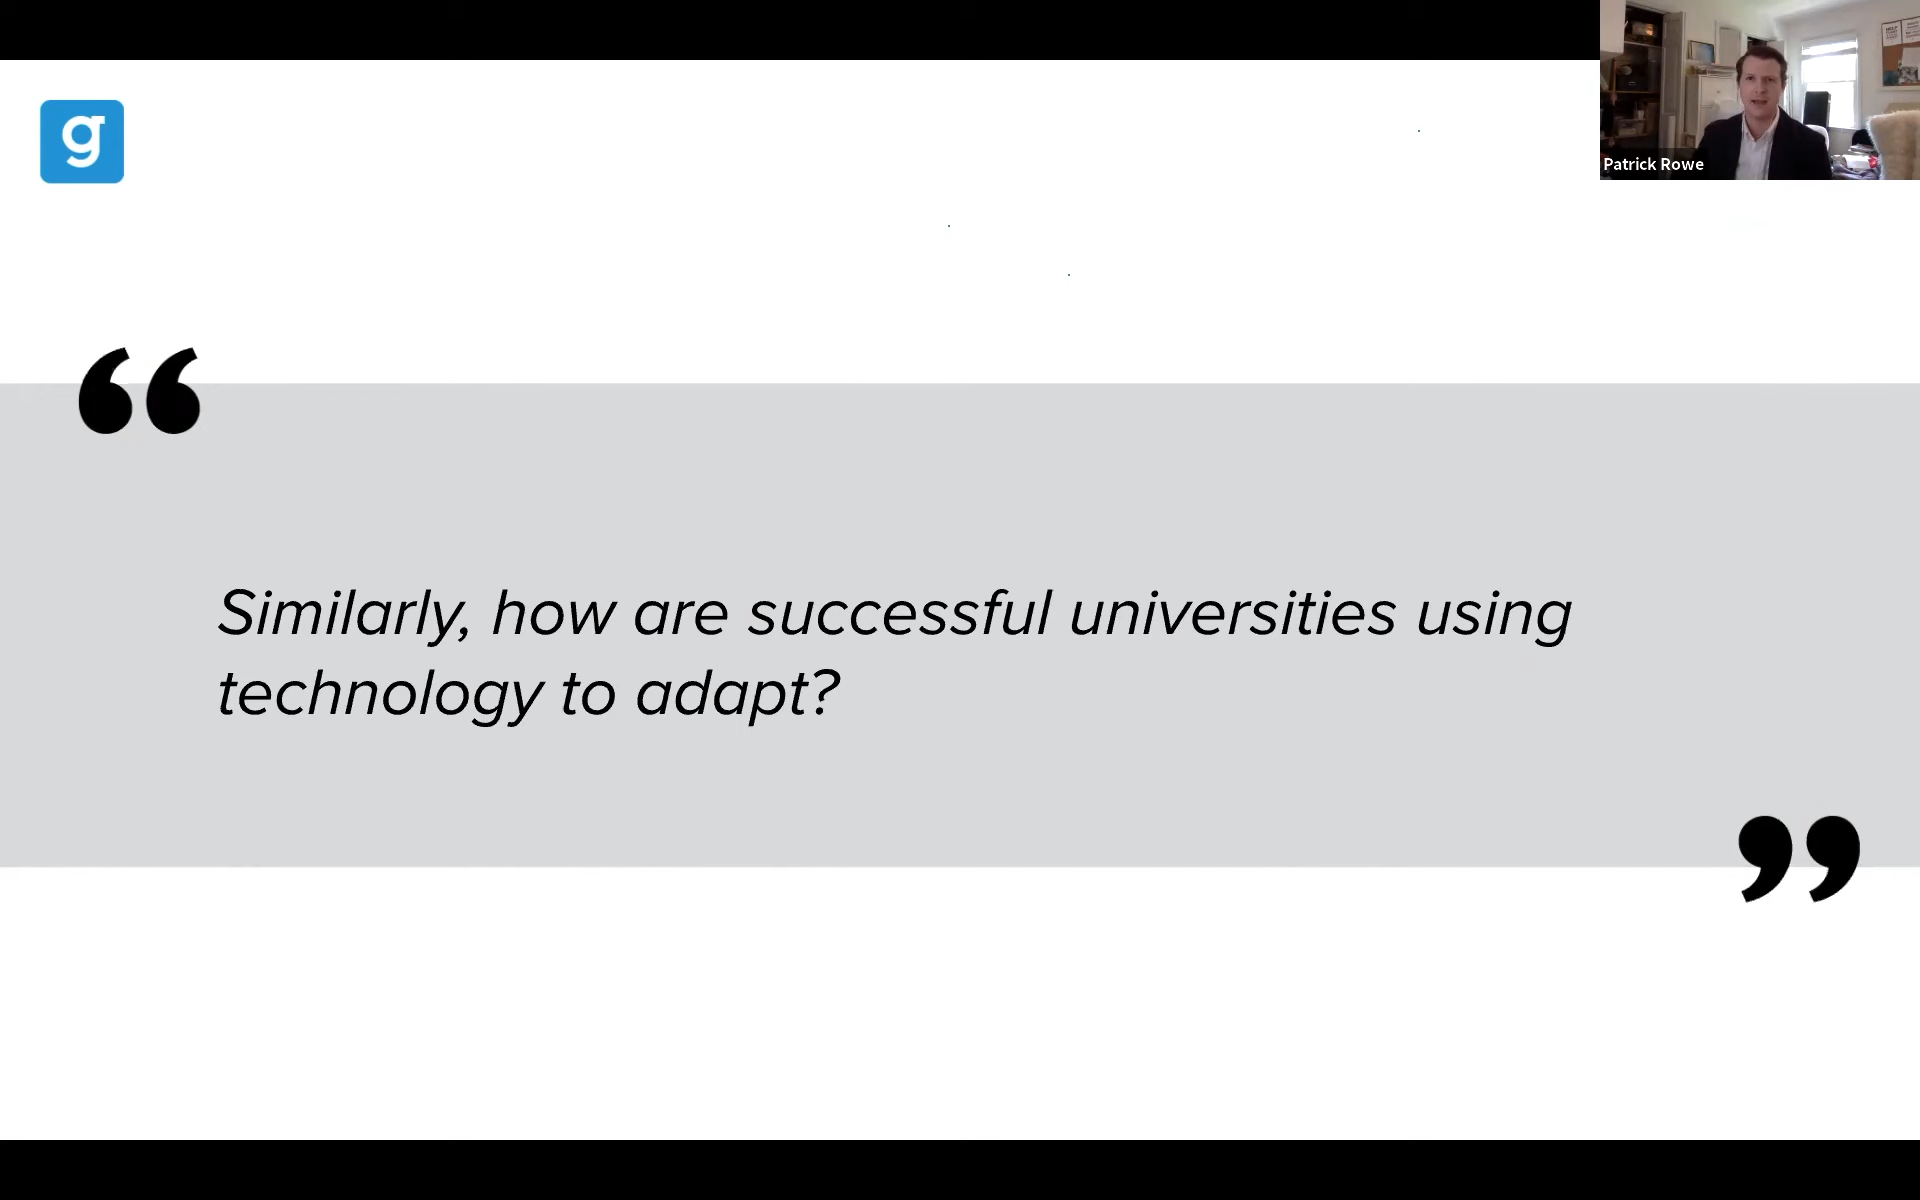 g
Patrick Rowe
“
Similarly, how are successful universities using
technology to adapt?
”